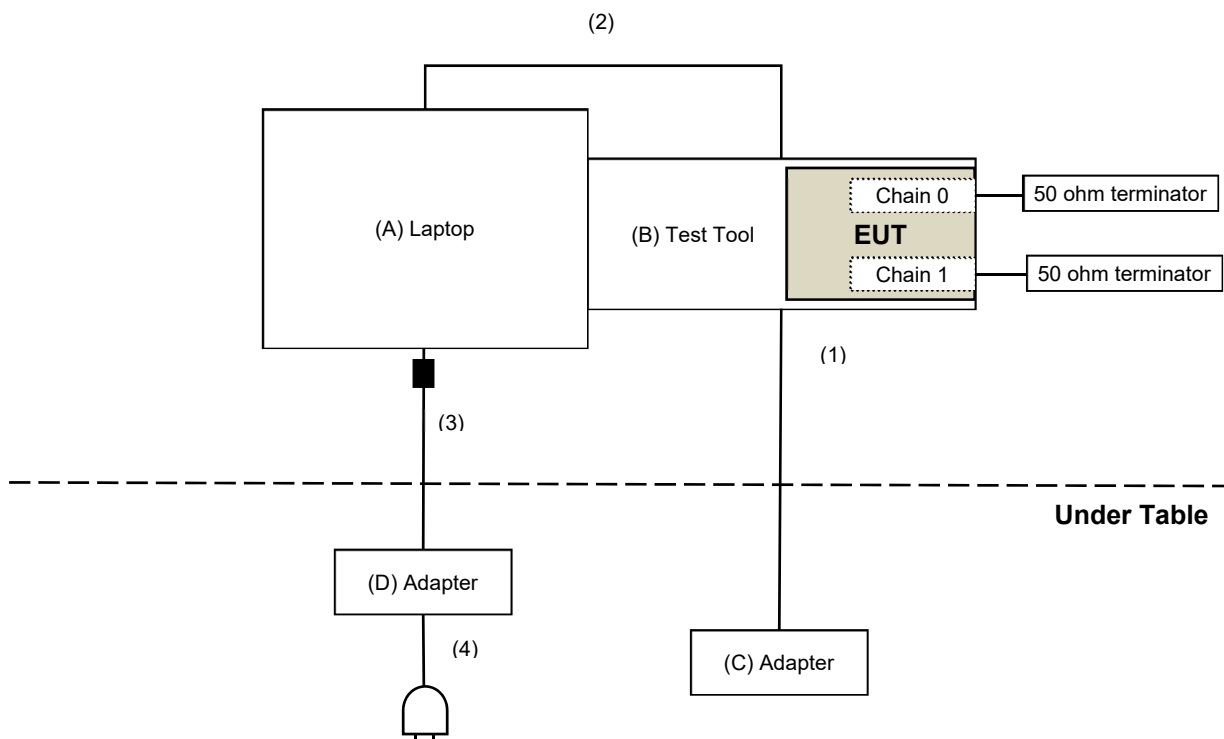 (2)
Chain 0
50 ohm terminator
(A) Laptop
(B) Test Tool
EUT
Chain 1
50 ohm terminator
(1)
(3)
Under Table
(D) Adapter
(4)
(C) Adapter